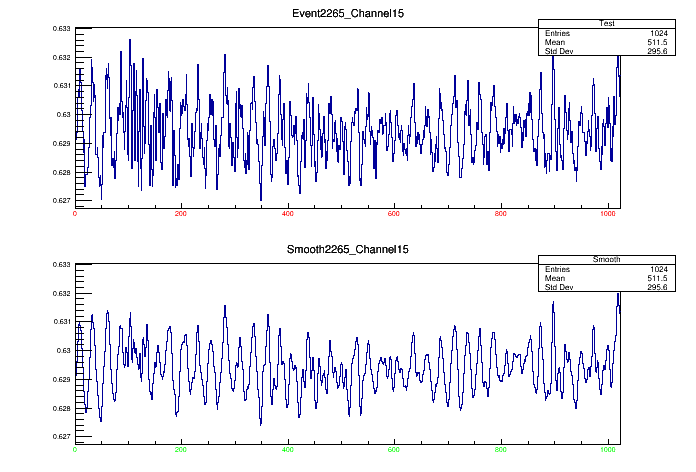 Event2265_Channel15
Test
Entries 1024
Mean 511.5
Std Dev 295.6
0.633
0.632
0.631
0.63
0.629
0.628
0.627
0 200 400 600 800 1000
Smooth2265_Channel15
Smooth
Entries 1024
Mean 511.5
Std Dev 295.6
0.633
0.632
0.631
0.63
0.629
0.628
0.627
0 200 400 600 800 1000